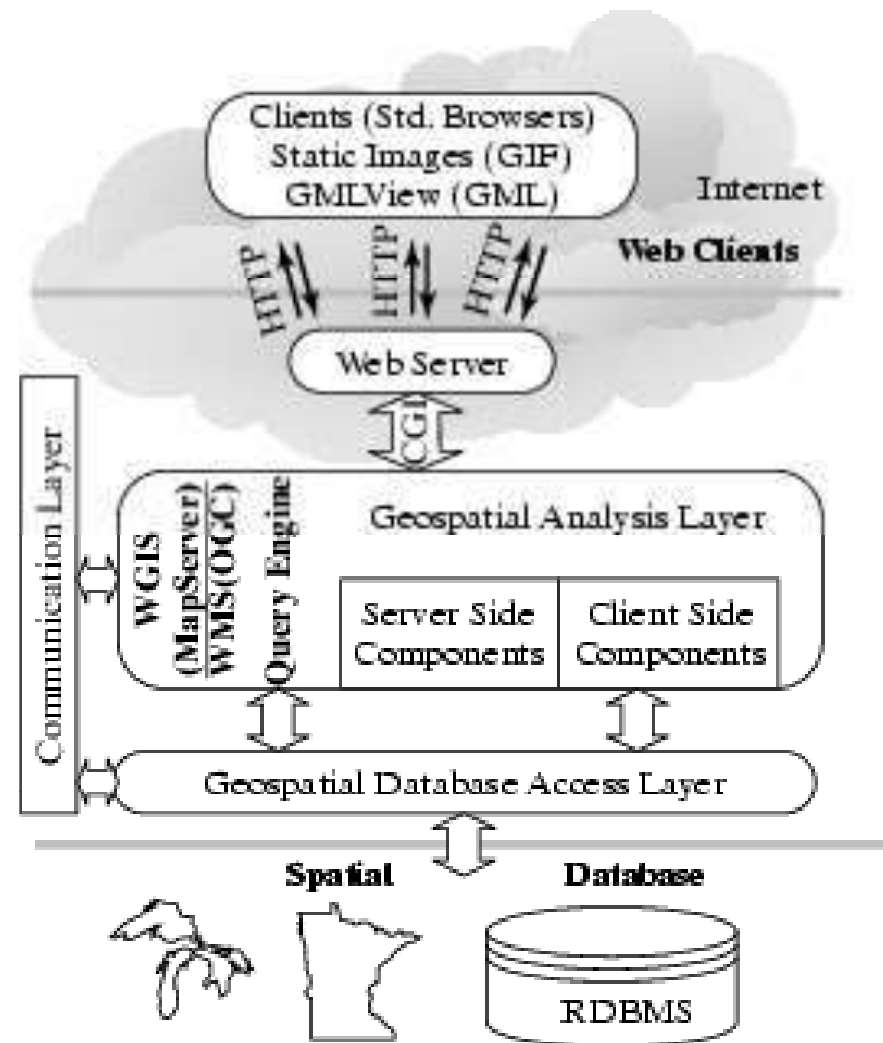 Clients (Std. Browsers)
Static Images (GIF)
GMLView (GML)
Internet
Web Clients
HTTP
HTTP
HTTP
Web Server
CGI
Communication Layer
WGIS
(MapServer)
WMS(OGC)
Query Engine
Geospatial Analysis Layer
Server Side
Components
Client Side
Components
Geospatial Database Access Layer
Spatial
Database
RDBMS